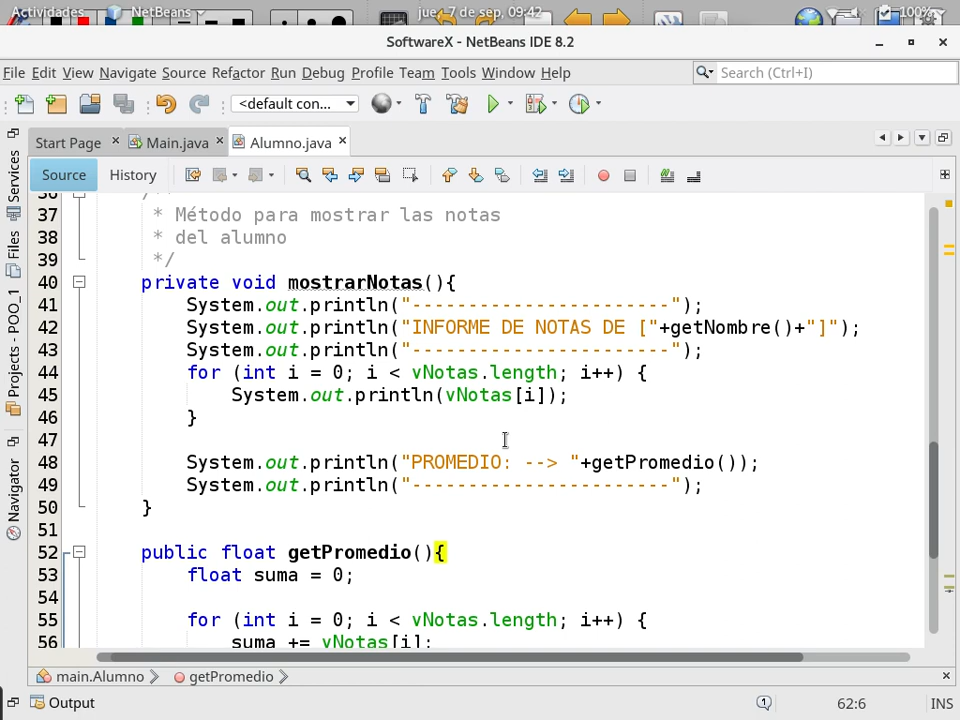 Actividades NetBeans jue, 7 de sep, 09:42 100%
SoftwareX - NetBeans IDE 8.2
File Edit View Navigate Source Refactor Run Debug Profile Team Tools Window Help
Search (Ctrl+I)
<default con...
Start Page Main.java Alumno.java
Source History
Services
Files
Projects - POO_1
Navigator
36 /**
37 * Método para mostrar las notas
38 * del alumno
39 */
40 private void mostrarNotas(){
41 System.out.println("-----------------------");
42 System.out.println("INFORME DE NOTAS DE ["+getNombre()+"]");
43 System.out.println("-----------------------");
44 for (int i = 0; i < vNotas.length; i++) {
45 System.out.println(vNotas[i]);
46 }
47
48 System.out.println("PROMEDIO: --> "+getPromedio());
49 System.out.println("-----------------------");
50 }
51
52 public float getPromedio(){
53 float suma = 0;
54
55 for (int i = 0; i < vNotas.length; i++) {
56 suma += vNotas[i];
main.Alumno getPromedio
Output 1 62:6 INS